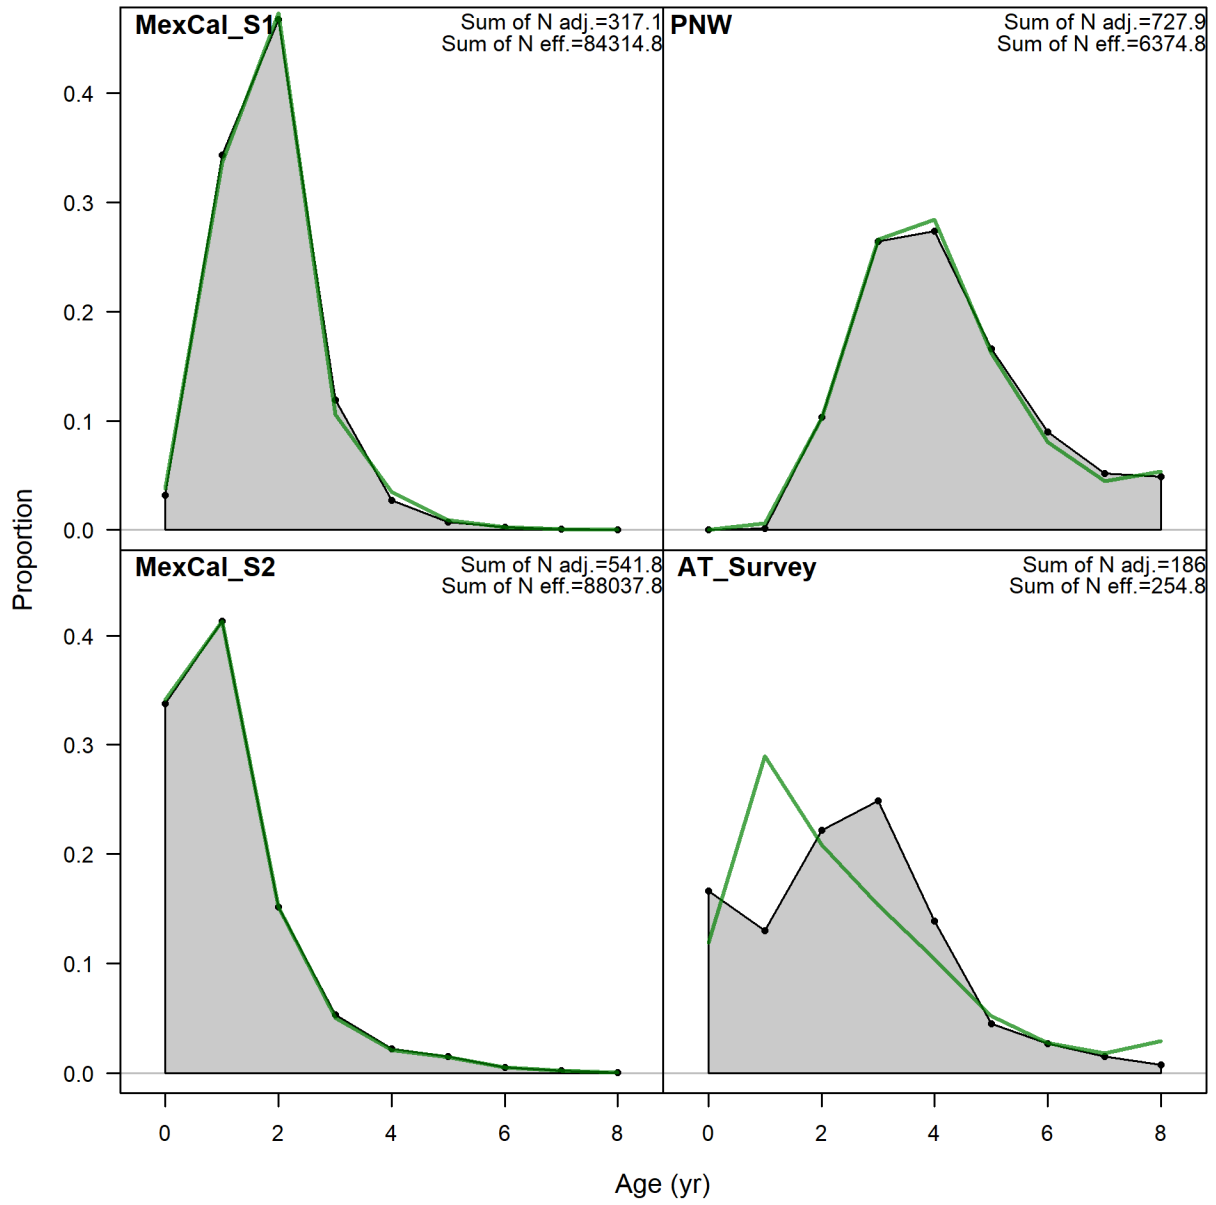 MexCal_S1
Sum of N adj.=317.1
Sum of N eff.=84314.8
PNW
Sum of N adj.=727.9
Sum of N eff.=6374.8
0.4
0.3
0.2
0.1
0.0
MexCal_S2
Sum of N adj.=541.8
Sum of N eff.=88037.8
AT_Survey
Sum of N adj.=186
Sum of N eff.=254.8
0.4
0.3
0.2
0.1
0.0
Proportion
0 2 4 6 8
0 2 4 6 8
Age (yr)